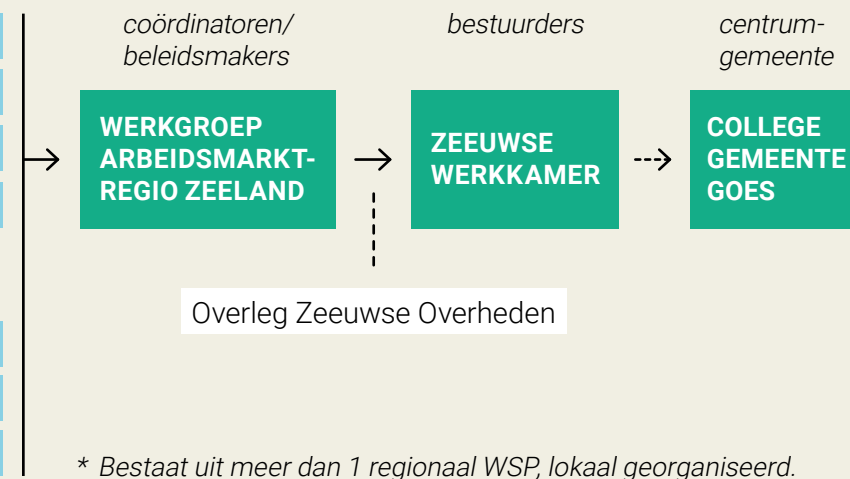 coördinatoren/
beleidsmakers
bestuurders
centrum-
gemeente
WERKGROEP
ARBEIDSMARKT-
REGIO ZEELAND
ZEEUWSE
WERKKAMER
COLLEGE
GEMEENTE
GOES
Overleg Zeeuwse Overheden
* Bestaat uit meer dan 1 regionaal WSP, lokaal georganiseerd.